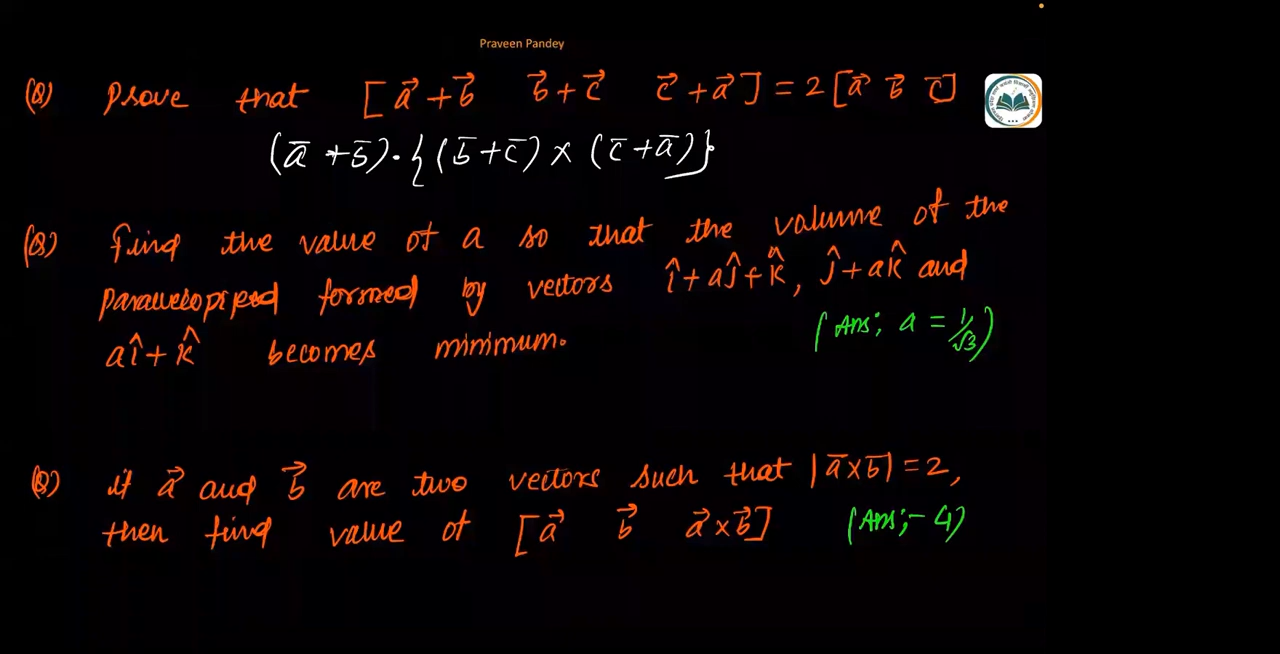 Praveen Pandey
(Q) Prove that [a⃗ + b⃗  b⃗ + c⃗  c⃗ + a⃗] = 2 [a⃗ b⃗ c̅]
(a̅ + b̅) · {(b̅ + c̅) × (c̅ + a̅)}
(Q) Find the value of a so that the volume of the
Parallelopiped formed by vectors î + aĵ + k̂, ĵ + ak̂ and
aî + k̂ becomes minimum.
(Ans; a = 1/√3)
(Q) if a⃗ and b⃗ are two vectors such that |a̅ × b̅| = 2,
then find value of [a⃗  b⃗  a⃗ × b⃗] (Ans; - 4)